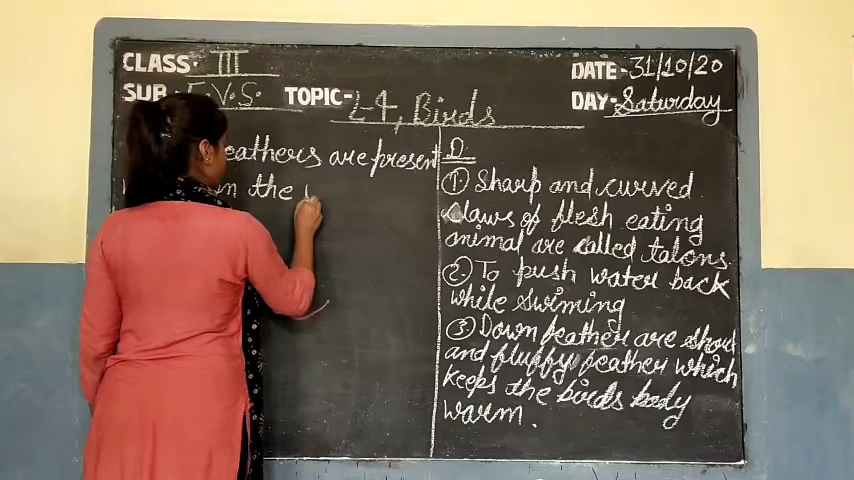 CLASS- III
SUB- E.V.S.
TOPIC- L-4, Birds
DATE- 31/10/20
DAY- Saturday
eathers are present
in the
D
① Sharp and curved
claws of flesh eating
animal are called talons.
② To push water back
while swiming
③ Down feather are short
and fluffy feather which
keeps the birds body
warm.